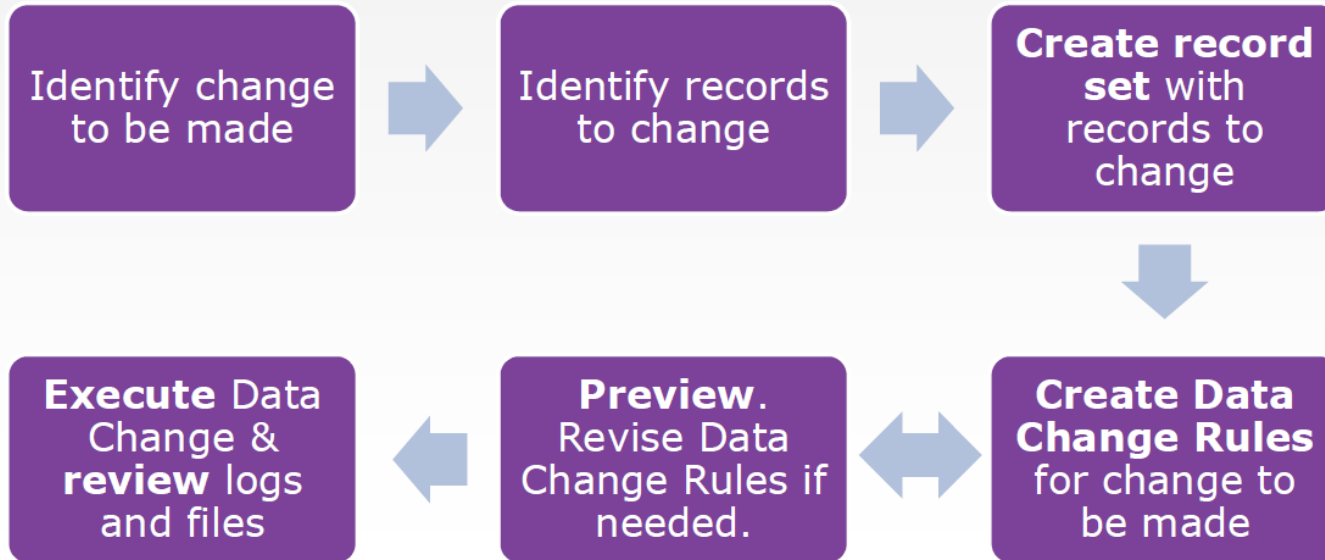 Identify change
to be made
Identify records
to change
Create record
set with
records to
change
Create Data
Change Rules
for change to
be made
Preview.
Revise Data
Change Rules if
needed.
Execute Data
Change &
review logs
and files